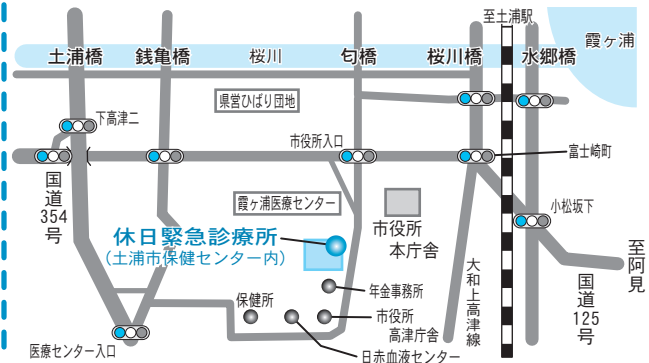 至土浦駅
霞ヶ浦
土浦橋
銭亀橋
桜川
匂橋
桜川橋
水郷橋
県営ひばり団地
下高津二
市役所入口
富士崎町
国道354号
霞ヶ浦医療センター
市役所
本庁舎
小松坂下
休日緊急診療所
(土浦市保健センター内)
至阿見
大和上高津線
国道125号
年金事務所
保健所
市役所
高津庁舎
医療センター入口
日赤血液センター